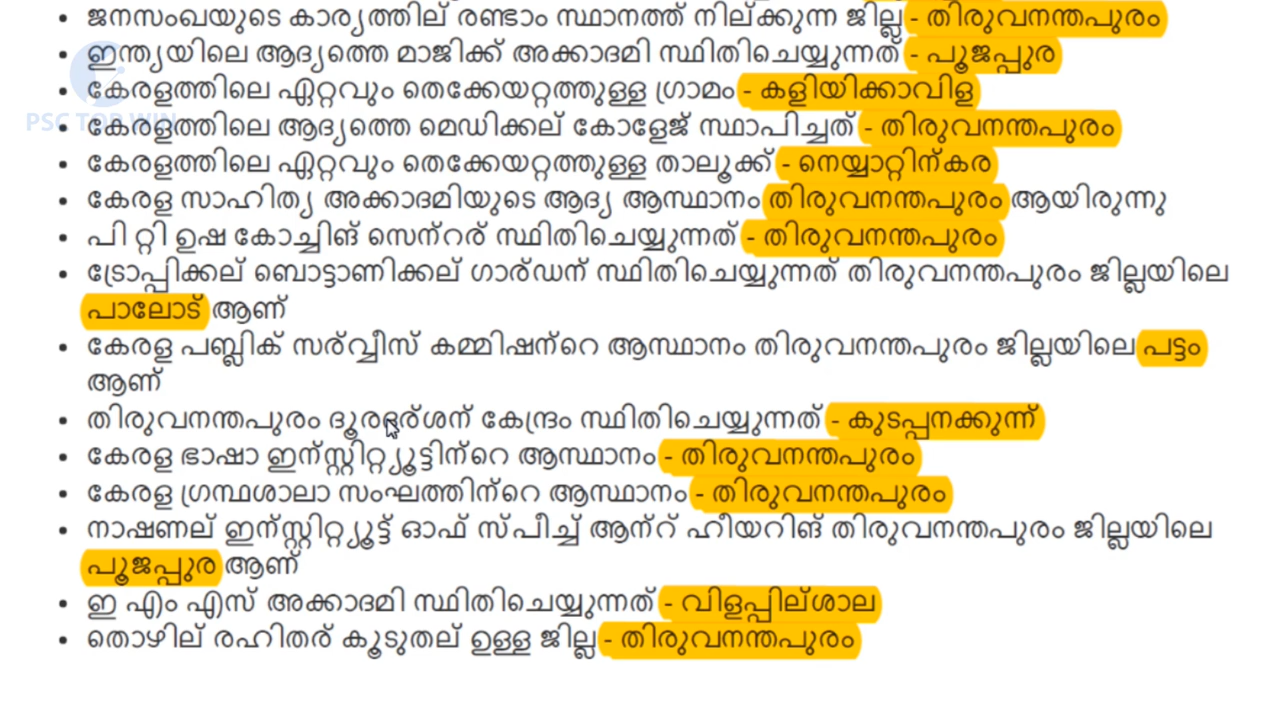 • ജനസംഖയുടെ കാര്യത്തില് രണ്ടാം സ്ഥാനത്ത് നില്ക്കുന്ന ജില്ല - തിരുവനന്തപുരം
• ഇന്ത്യയിലെ ആദ്യത്തെ മാജിക്ക് അക്കാദമി സ്ഥിതിചെയ്യുന്നത് - പൂജപ്പുര
• കേരളത്തിലെ ഏറ്റവും തെക്കേയറ്റത്തുള്ള ഗ്രാമം - കളിയിക്കാവിള
PSC TOP WIN
• കേരളത്തിലെ ആദ്യത്തെ മെഡിക്കല് കോളേജ് സ്ഥാപിച്ചത് - തിരുവനന്തപുരം
• കേരളത്തിലെ ഏറ്റവും തെക്കേയറ്റത്തുള്ള താലൂക്ക് - നെയ്യാറ്റിന്കര
• കേരള സാഹിത്യ അക്കാദമിയുടെ ആദ്യ ആസ്ഥാനം തിരുവനന്തപുരം ആയിരുന്നു
• പി റ്റി ഉഷ കോച്ചിങ് സെന്റര് സ്ഥിതിചെയ്യുന്നത് - തിരുവനന്തപുരം
• ട്രോപ്പിക്കല് ബൊട്ടാണിക്കല് ഗാര്ഡന് സ്ഥിതിചെയ്യുന്നത് തിരുവനന്തപുരം ജില്ലയിലെ
പാലോട് ആണ്
• കേരള പബ്ലിക് സര്വ്വീസ് കമ്മിഷന്റെ ആസ്ഥാനം തിരുവനന്തപുരം ജില്ലയിലെ പട്ടം
ആണ്
• തിരുവനന്തപുരം ദൂരദര്ശന് കേന്ദ്രം സ്ഥിതിചെയ്യുന്നത് - കുടപ്പനക്കുന്ന്
• കേരള ഭാഷാ ഇന്സ്റ്റിറ്റ്യൂട്ടിന്റെ ആസ്ഥാനം - തിരുവനന്തപുരം
• കേരള ഗ്രന്ഥശാലാ സംഘത്തിന്റെ ആസ്ഥാനം - തിരുവനന്തപുരം
• നാഷണല് ഇന്സ്റ്റിറ്റ്യൂട്ട് ഓഫ് സ്പീച്ച് ആന്റ് ഹീയറിങ് തിരുവനന്തപുരം ജില്ലയിലെ
പൂജപ്പുര ആണ്
• ഇ എം എസ് അക്കാദമി സ്ഥിതിചെയ്യുന്നത് - വിളപ്പില്ശാല
• തൊഴില് രഹിതര് കൂടുതല് ഉള്ള ജില്ല - തിരുവനന്തപുരം